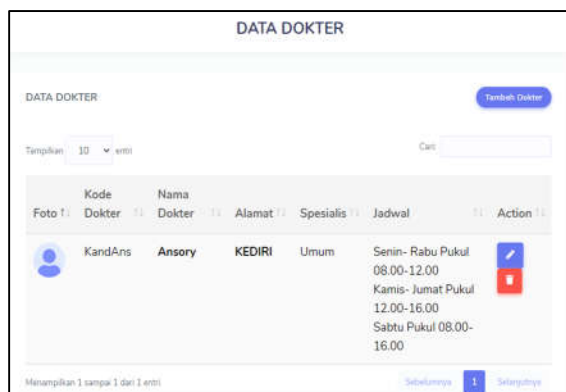 DATA DOKTER
DATA DOKTER
Tambah Dokter
Tampilkan 10 entri
Cari:
Foto Kode Dokter Nama Dokter Alamat Spesialis Jadwal Action
KandAns Ansory KEDIRI Umum Senin- Rabu Pukul
08.00-12.00
Kamis- Jumat Pukul
12.00-16.00
Sabtu Pukul 08.00-
16.00
Menampilkan 1 sampai 1 dari 1 entri
Sebelumnya 1 Selanjutnya